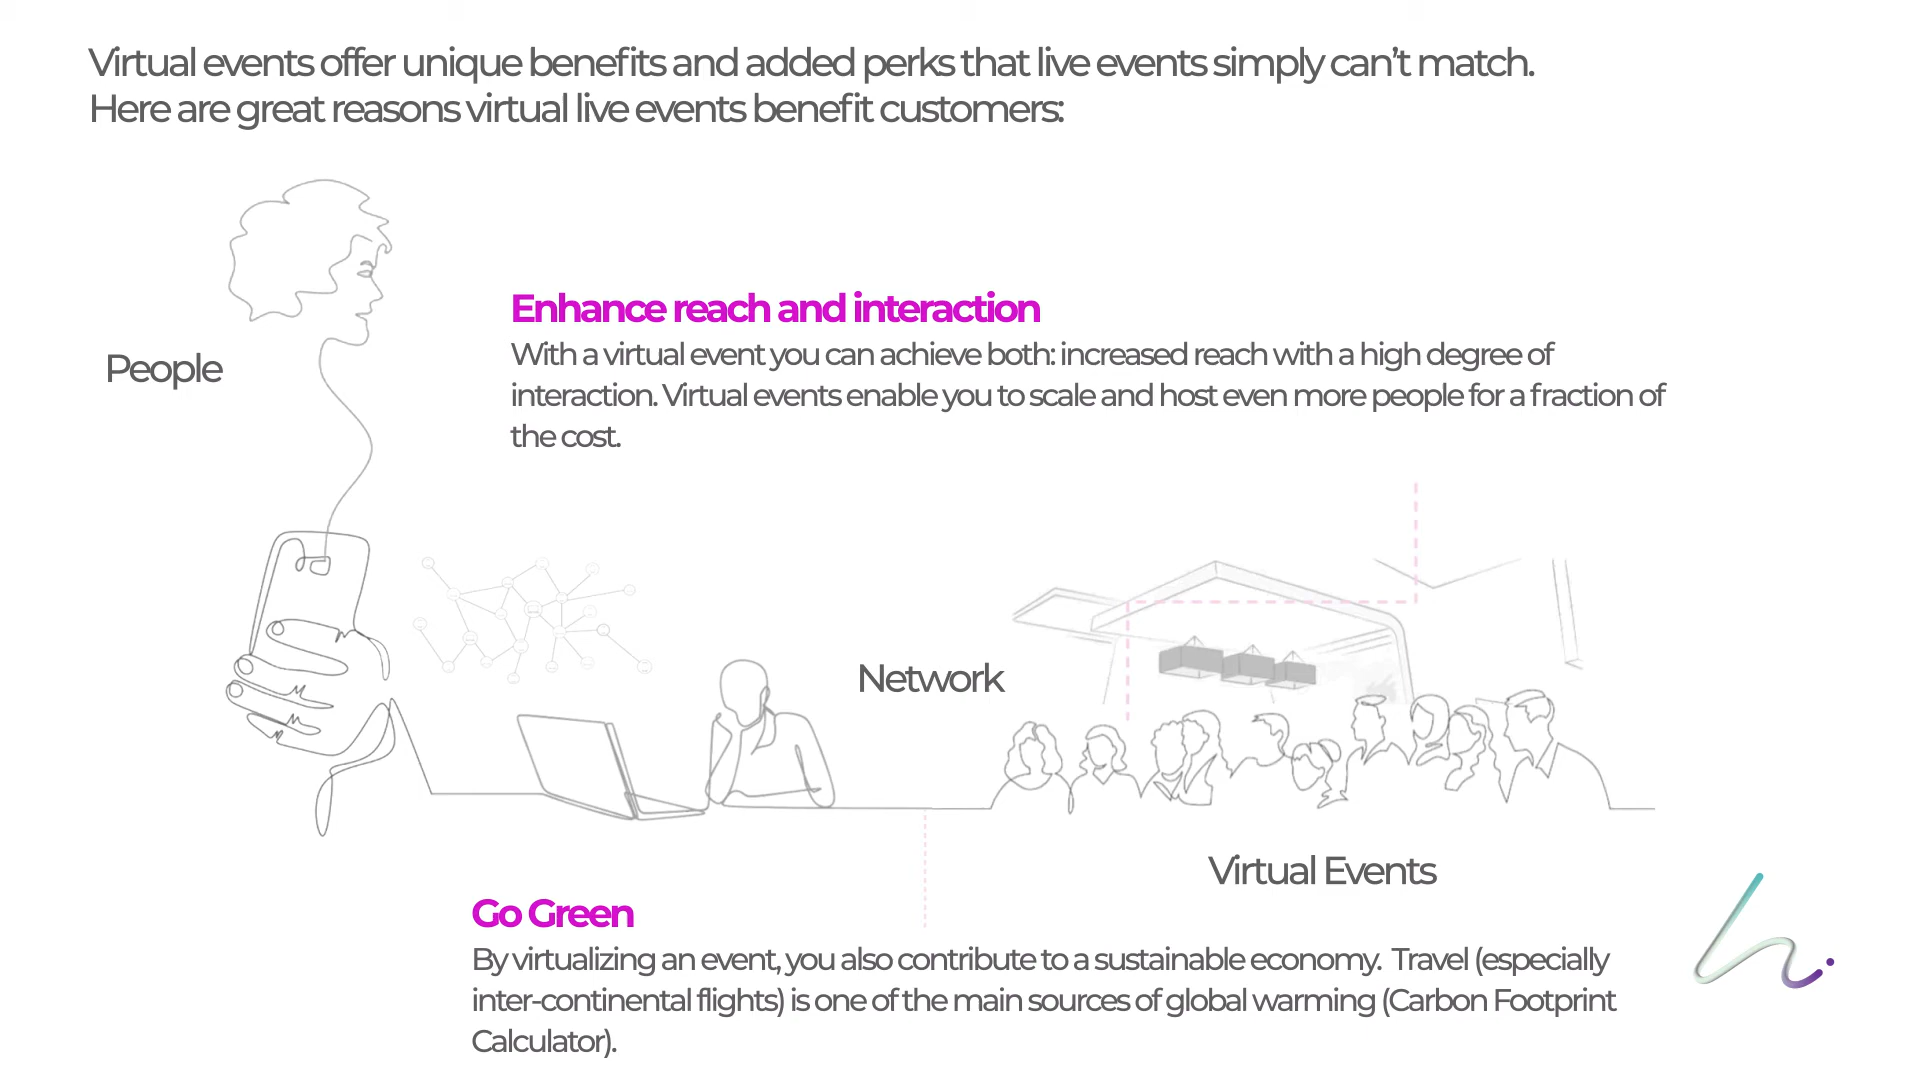 Virtual events offer unique benefits and added perks that live events simply can't match.
Here are great reasons virtual live events benefit customers:
People
Enhance reach and interaction
With a virtual event you can achieve both: increased reach with a high degree of
interaction. Virtual events enable you to scale and host even more people for a fraction of
the cost.
Network
Virtual Events
Go Green
By virtualizing an event, you also contribute to a sustainable economy.  Travel (especially
inter-continental flights) is one of the main sources of global warming (Carbon Footprint
Calculator).
h.